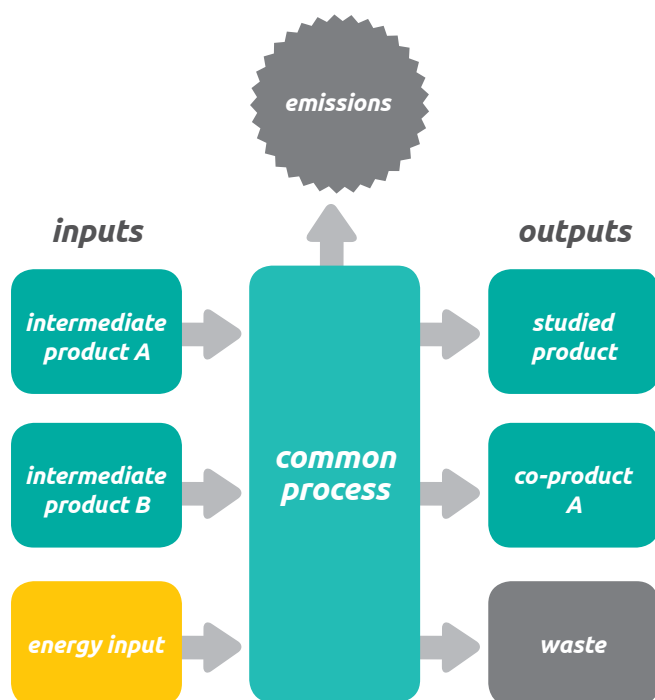 emissions
inputs
outputs
intermediate
product A
studied
product
common
process
intermediate
product B
co-product
A
energy input
waste